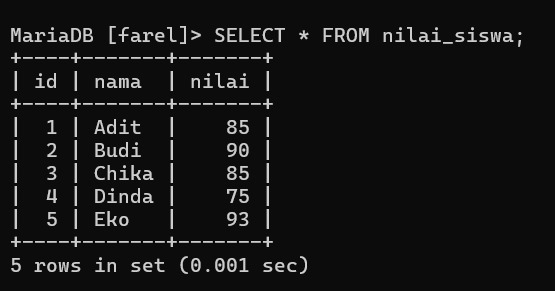 MariaDB [farel]> SELECT * FROM nilai_siswa;
+----+-------+-------+
| id | nama  | nilai |
+----+-------+-------+
|  1 | Adit  |    85 |
|  2 | Budi  |    90 |
|  3 | Chika |    85 |
|  4 | Dinda |    75 |
|  5 | Eko   |    93 |
+----+-------+-------+
5 rows in set (0.001 sec)